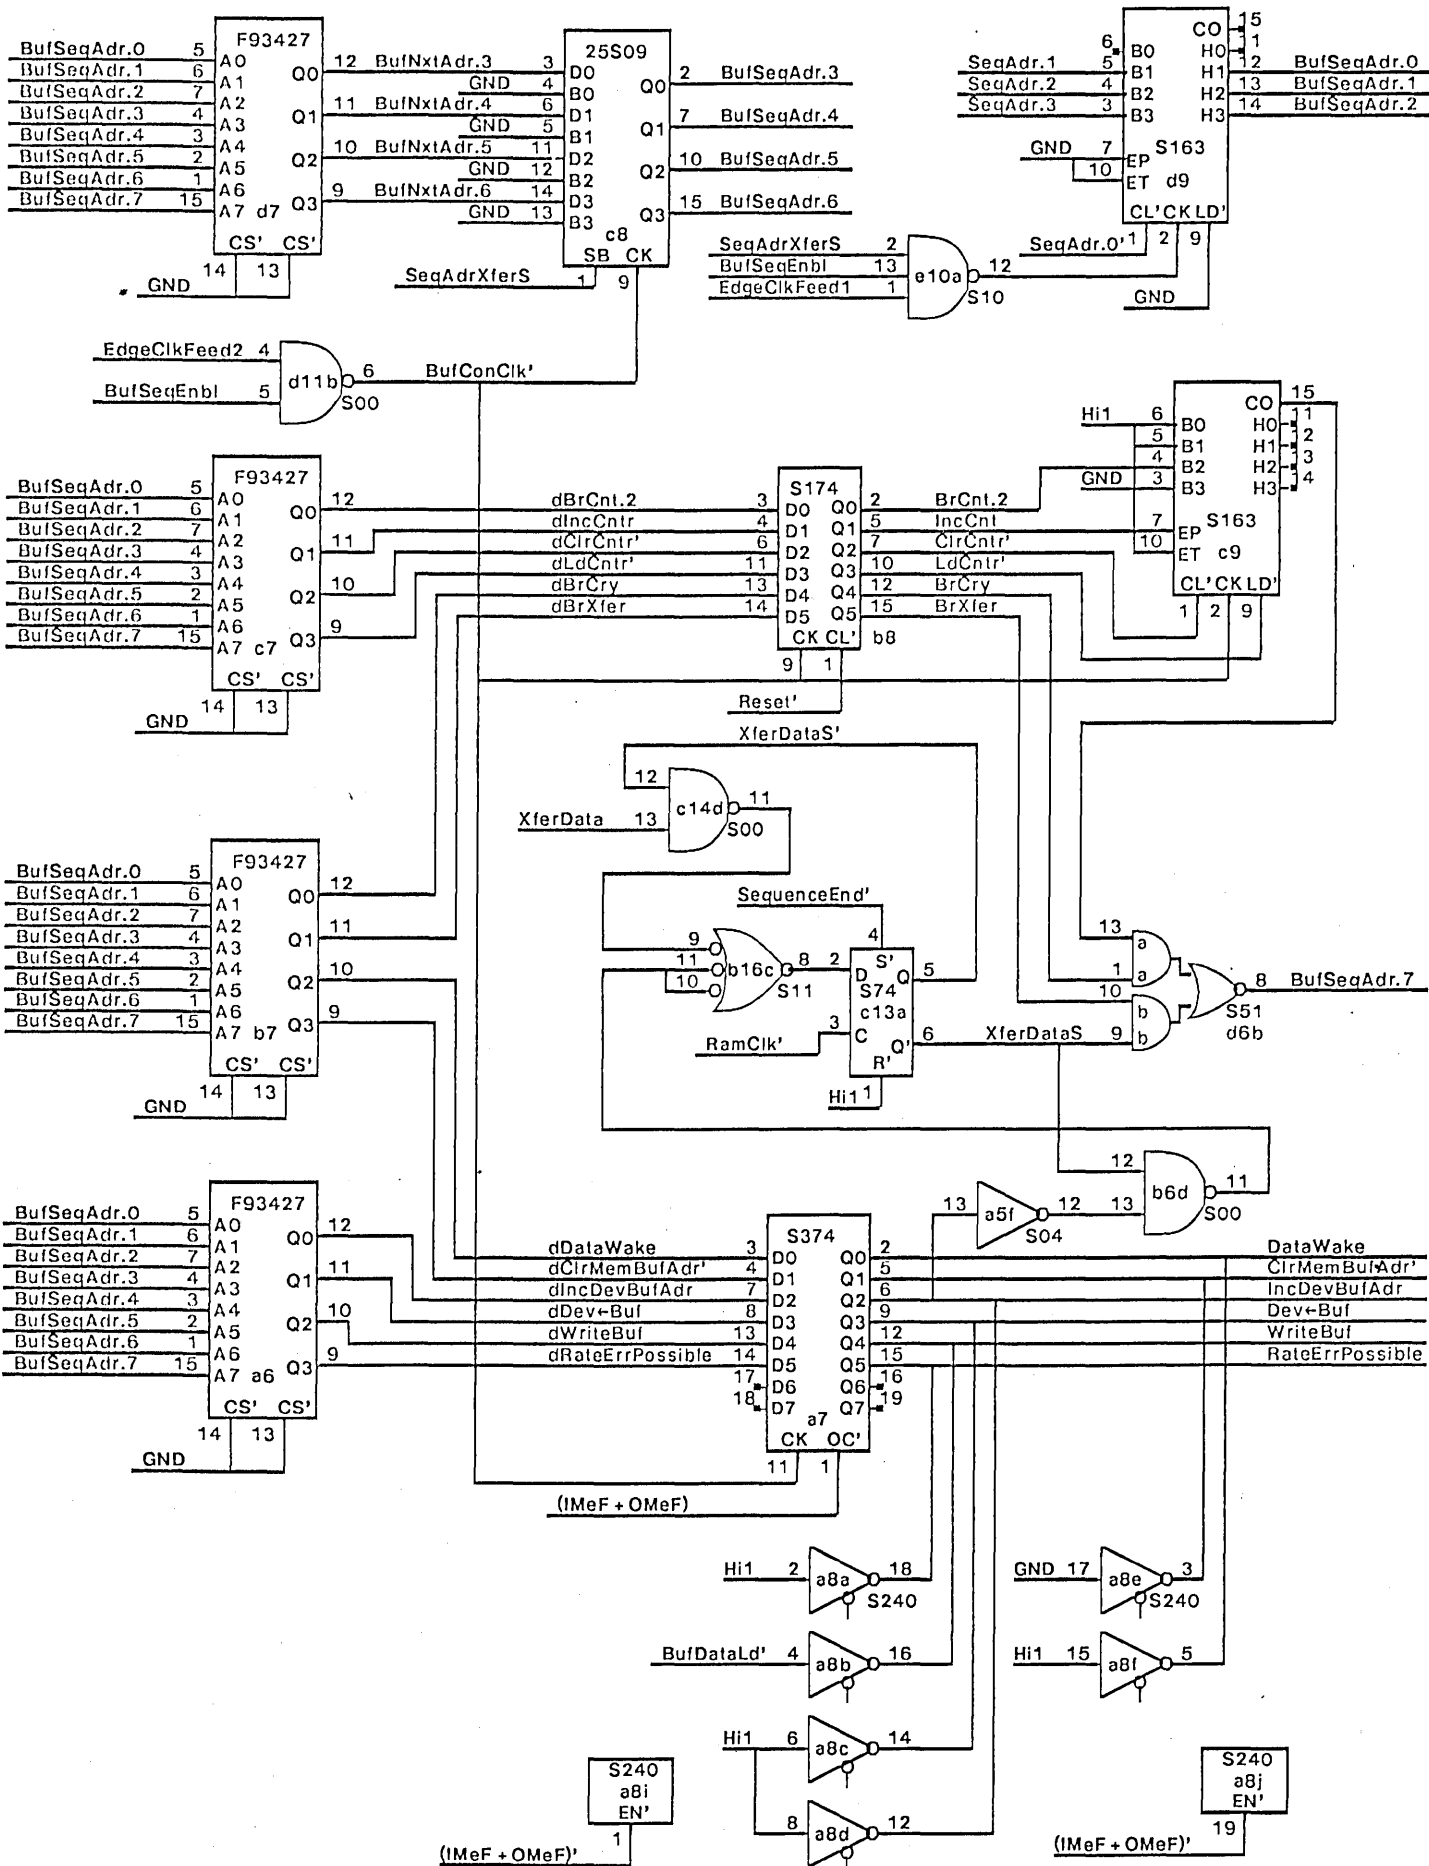 F93427
BufSeqAdr.0 5 A0
BufSeqAdr.1 6 A1
BufSeqAdr.2 7 A2
BufSeqAdr.3 4 A3
BufSeqAdr.4 3 A4
BufSeqAdr.5 2 A5
BufSeqAdr.6 1 A6
BufSeqAdr.7 15 A7 d7
Q0 12 BufNxtAdr.3 3 D0
GND 4 B0
Q1 11 BufNxtAdr.4 6 D1
GND 5 B1
Q2 10 BufNxtAdr.5 11 D2
GND 12 B2
Q3 9 BufNxtAdr.6 14 D3
GND 13 B3
CS' CS'
14 13
GND
25S09
Q0 2 BufSeqAdr.3
Q1 7 BufSeqAdr.4
Q2 10 BufSeqAdr.5
Q3 15 BufSeqAdr.6
c8
SB CK
SeqAdrXferS 1 9
CO 15
6 B0 H0 11
SeqAdr.1 5 B1 H1 12 BufSeqAdr.0
SeqAdr.2 4 B2 H2 13 BufSeqAdr.1
SeqAdr.3 3 B3 H3 14 BufSeqAdr.2
S163
GND 7 EP
10 ET d9
CL' CK LD'
SeqAdr.0' 1 2 9
GND
SeqAdrXferS 2
BufSeqEnbl 13 e10a 12
EdgeClkFeed1 1 S10
EdgeClkFeed2 4
d11b 6 BufConClk'
BufSeqEnbl 5 S00
F93427
BufSeqAdr.0 5 A0
BufSeqAdr.1 6 A1
BufSeqAdr.2 7 A2
BufSeqAdr.3 4 A3
BufSeqAdr.4 3 A4
BufSeqAdr.5 2 A5
BufSeqAdr.6 1 A6
BufSeqAdr.7 15 A7 c7
Q0 12
Q1 11
Q2 10
Q3 9
CS' CS'
14 13
GND
S174
dBrCnt.2 3 D0 Q0 2 BrCnt.2
dIncCntr 4 D1 Q1 5 IncCnt
dClrCntr' 6 D2 Q2 7 ClrCntr'
dLdCntr' 11 D3 Q3 10 LdCntr'
dBrCry 13 D4 Q4 12 BrCry
dBrXfer 14 D5 Q5 15 BrXfer
CK CL' b8
9 1
Reset'
CO 15
Hi1 6 B0 H0 11
5 B1 H1 12
4 B2 H2 13
GND 3 B3 H3 14
S163
7 EP
10 ET c9
CL' CK LD'
1 2 9
XferDataS'
12
c14d 11
XferData 13 S00
F93427
BufSeqAdr.0 5 A0
BufSeqAdr.1 6 A1
BufSeqAdr.2 7 A2
BufSeqAdr.3 4 A3
BufSeqAdr.4 3 A4
BufSeqAdr.5 2 A5
BufSeqAdr.6 1 A6
BufSeqAdr.7 15 A7 b7
Q0 12
Q1 11
Q2 10
Q3 9
CS' CS'
14 13
GND
SequenceEnd'
4
9
11 b16c 8
10 S11
S'
2 D Q 5
S74
c13a
RamClk' 3 C Q' 6 XferDataS
R'
Hi1 1
13 a
1 a
10 b
9 b
8 BufSeqAdr.7
S51
d6b
12
b6d 11
13 S00
13 a5f 12
S04
F93427
BufSeqAdr.0 5 A0
BufSeqAdr.1 6 A1
BufSeqAdr.2 7 A2
BufSeqAdr.3 4 A3
BufSeqAdr.4 3 A4
BufSeqAdr.5 2 A5
BufSeqAdr.6 1 A6
BufSeqAdr.7 15 A7 a6
Q0 12
Q1 11
Q2 10
Q3 9
CS' CS'
14 13
GND
S374
dDataWake 3 D0 Q0 2 DataWake
dClrMemBufAdr' 4 D1 Q1 5 ClrMemBufAdr'
dIncDevBufAdr 7 D2 Q2 6 IncDevBufAdr
dDev←Buf 8 D3 Q3 9 Dev←Buf
dWriteBuf 13 D4 Q4 12 WriteBuf
dRateErrPossible 14 D5 Q5 15 RateErrPossible
17 D6 Q6 16
18 D7 Q7 19
a7
CK OC'
11 1
(IMeF + OMeF)
Hi1 2 a8a 18
S240
GND 17 a8e 3
S240
BufDataLd' 4 a8b 16
Hi1 15 a8f 5
Hi1 6 a8c 14
8 a8d 12
S240
a8i
EN'
1
(IMeF + OMeF)'
S240
a8j
EN'
19
(IMeF + OMeF)'